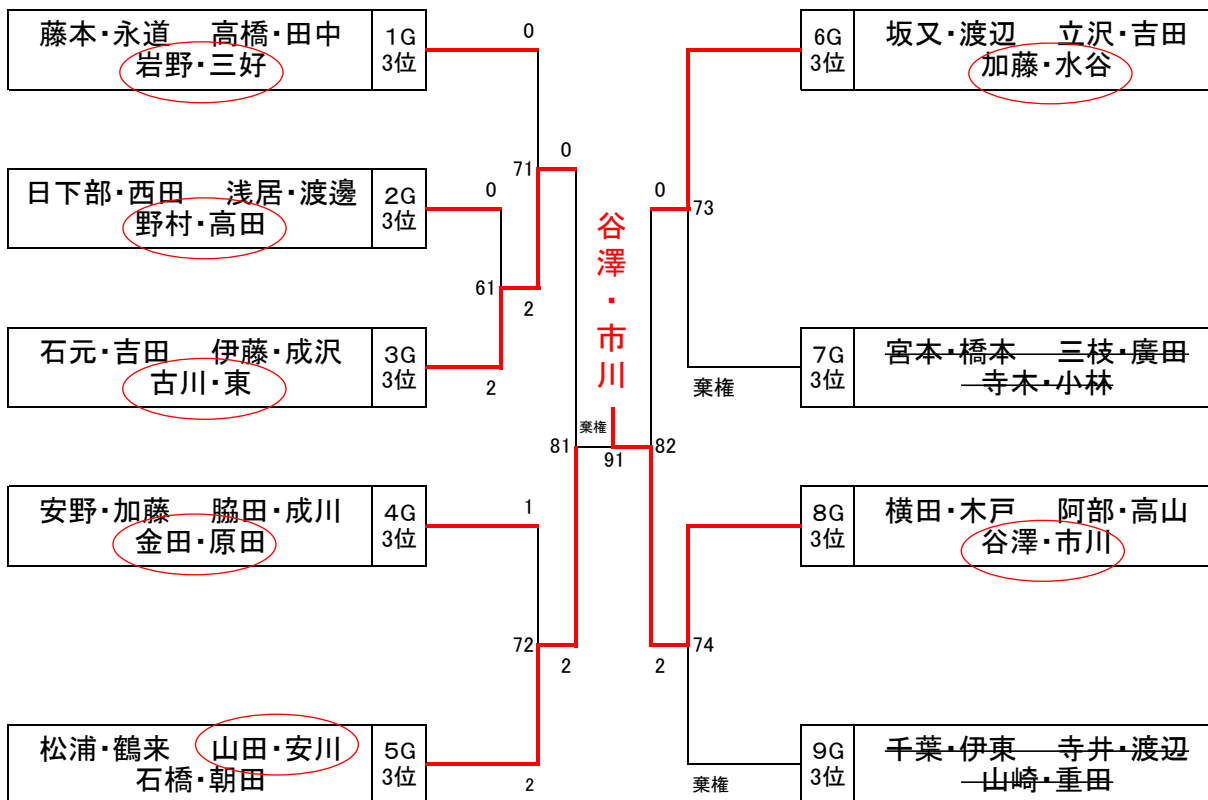 藤本・永道 高橋・田中
岩野・三好
1G
3位
0
日下部・西田 浅居・渡邊
野村・高田
2G
3位
0
71
0
石元・吉田 伊藤・成沢
古川・東
3G
3位
61
2
2
安野・加藤 脇田・成川
金田・原田
4G
3位
1
81
松浦・鶴来 山田・安川
石橋・朝田
5G
3位
72
2
2
谷澤・市川
棄権
91
6G
3位
坂又・渡辺 立沢・吉田
加藤・水谷
0
73
7G
3位
宮本・橋本 三枝・廣田
寺木・小林
棄権
82
8G
3位
横田・木戸 阿部・高山
谷澤・市川
2
74
9G
3位
千葉・伊東 寺井・渡辺
山崎・重田
棄権